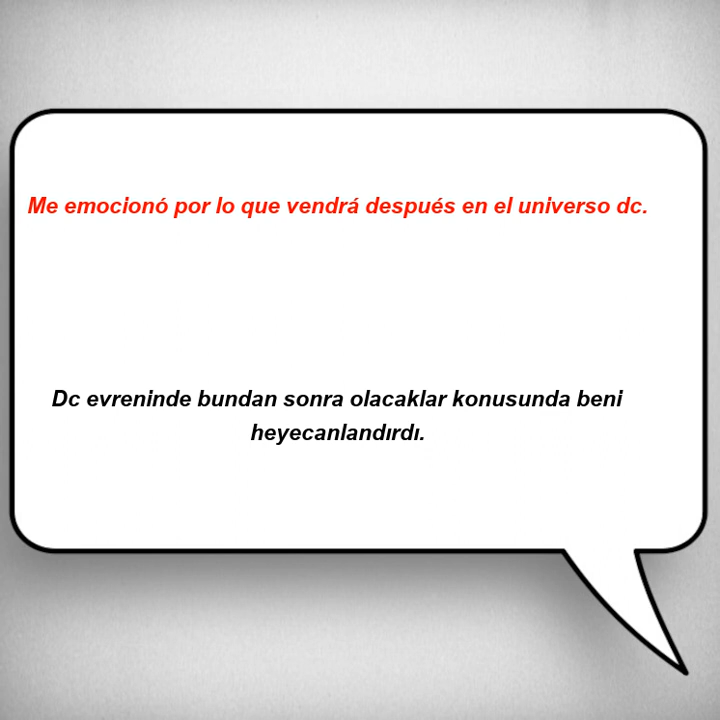 Me emocionó por lo que vendrá después en el universo dc.
Dc evreninde bundan sonra olacaklar konusunda beni
heyecanlandırdı.